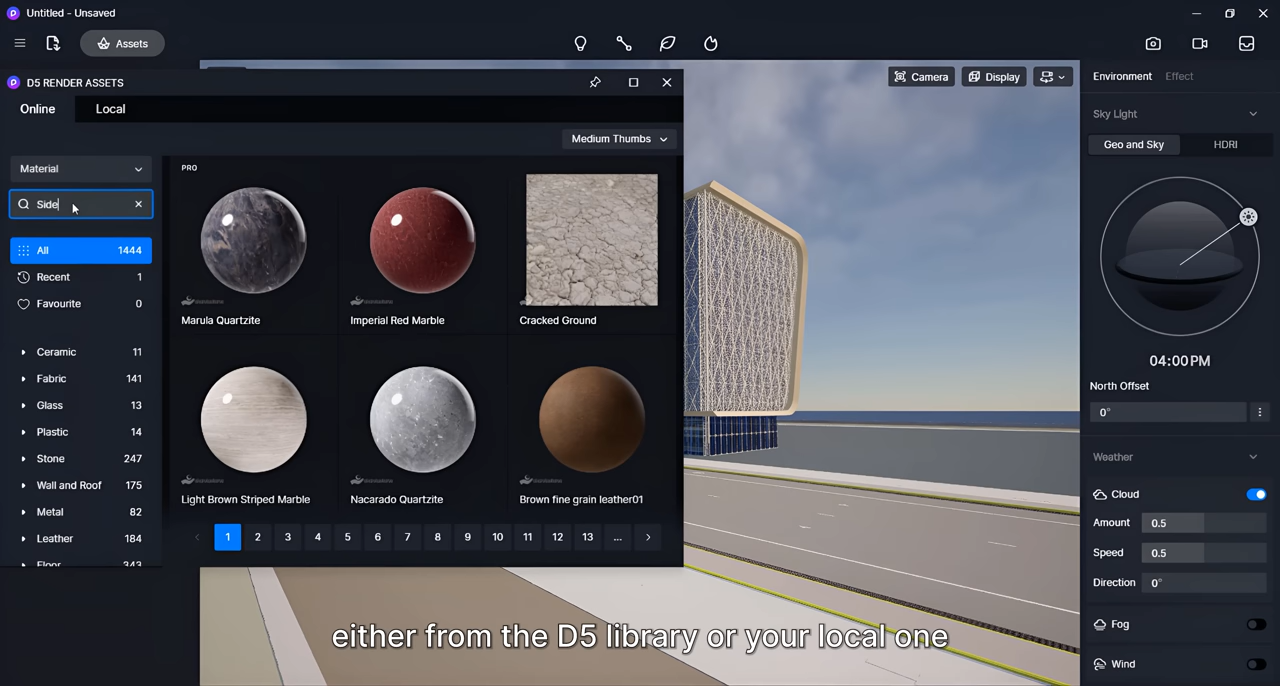 Untitled - Unsaved
Assets
D5 RENDER ASSETS
Online
Local
Medium Thumbs
Material
Side
All 1444
Recent 1
Favourite 0
Ceramic 11
Fabric 141
Glass 13
Plastic 14
Stone 247
Wall and Roof 175
Metal 82
Leather 184
Floor 343
PRO
Marula Quartzite
Imperial Red Marble
Cracked Ground
Light Brown Striped Marble
Nacarado Quartzite
Brown fine grain leather01
1 2 3 4 5 6 7 8 9 10 11 12 13 ...
Camera
Display
Environment
Effect
Sky Light
Geo and Sky
HDRI
04:00 PM
North Offset
0°
Weather
Cloud
Amount 0.5
Speed 0.5
Direction 0°
Fog
Wind
either from the D5 library or your local one